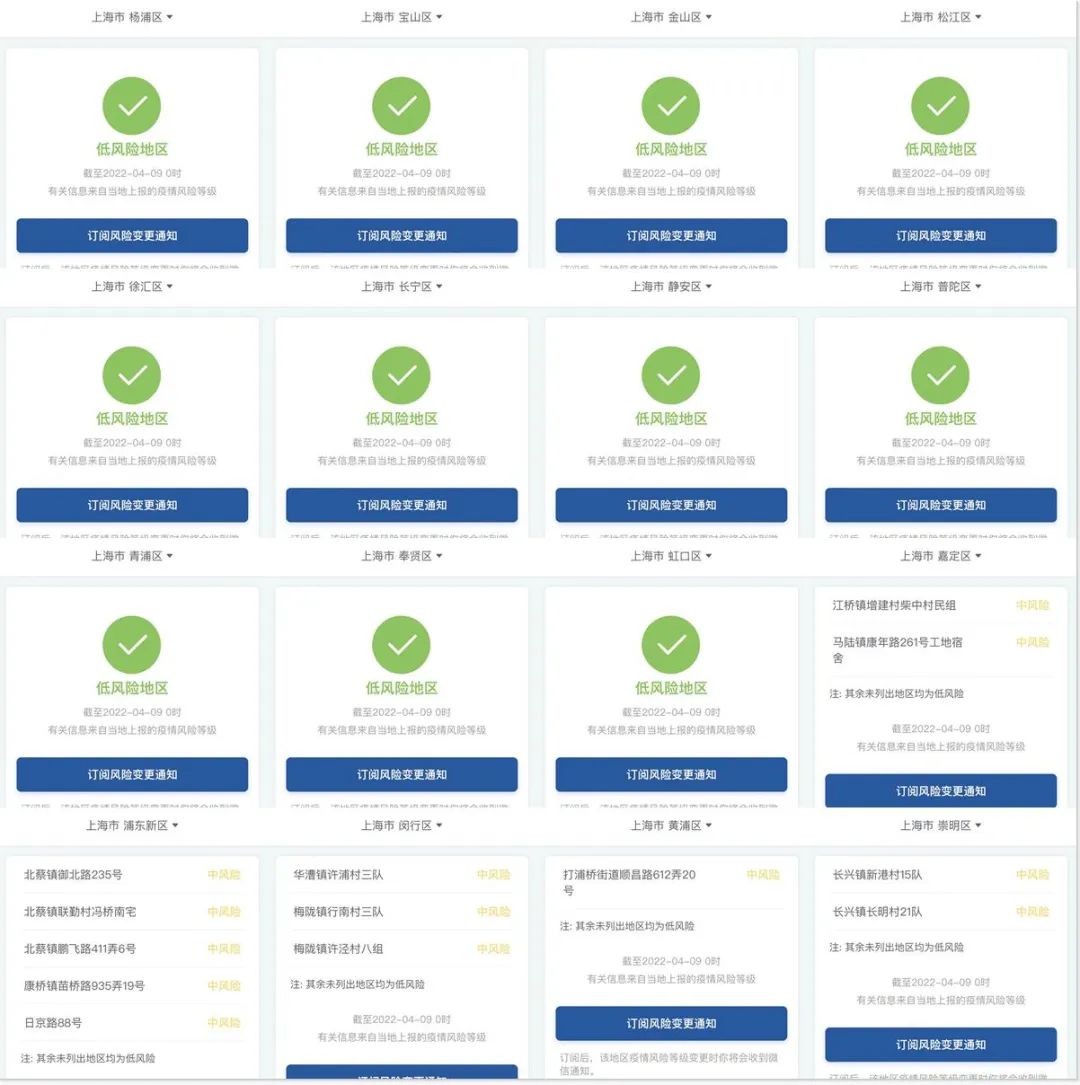 上海市 杨浦区
低风险地区
截至2022-04-09 0时
有关信息来自当地上报的疫情风险等级
订阅风险变更通知
上海市 宝山区
低风险地区
截至2022-04-09 0时
有关信息来自当地上报的疫情风险等级
订阅风险变更通知
上海市 金山区
低风险地区
截至2022-04-09 0时
有关信息来自当地上报的疫情风险等级
订阅风险变更通知
上海市 松江区
低风险地区
截至2022-04-09 0时
有关信息来自当地上报的疫情风险等级
订阅风险变更通知
上海市 徐汇区
低风险地区
截至2022-04-09 0时
有关信息来自当地上报的疫情风险等级
订阅风险变更通知
上海市 长宁区
低风险地区
截至2022-04-09 0时
有关信息来自当地上报的疫情风险等级
订阅风险变更通知
上海市 静安区
低风险地区
截至2022-04-09 0时
有关信息来自当地上报的疫情风险等级
订阅风险变更通知
上海市 普陀区
低风险地区
截至2022-04-09 0时
有关信息来自当地上报的疫情风险等级
订阅风险变更通知
上海市 青浦区
低风险地区
截至2022-04-09 0时
有关信息来自当地上报的疫情风险等级
订阅风险变更通知
上海市 奉贤区
低风险地区
截至2022-04-09 0时
有关信息来自当地上报的疫情风险等级
订阅风险变更通知
上海市 虹口区
低风险地区
截至2022-04-09 0时
有关信息来自当地上报的疫情风险等级
订阅风险变更通知
上海市 嘉定区
江桥镇增建村柴中村民组 中风险
马陆镇康年路261号工地宿 中风险
舍
注: 其余未列出地区均为低风险
截至2022-04-09 0时
有关信息来自当地上报的疫情风险等级
订阅风险变更通知
上海市 浦东新区
北蔡镇御北路235号 中风险
北蔡镇联勤村冯桥南宅 中风险
北蔡镇鹏飞路411弄6号 中风险
康桥镇苗桥路935弄19号 中风险
日京路88号 中风险
注: 其余未列出地区均为低风险
上海市 闵行区
华漕镇许浦村三队 中风险
梅陇镇行南村三队 中风险
梅陇镇许泾村八组 中风险
注: 其余未列出地区均为低风险
截至2022-04-09 0时
有关信息来自当地上报的疫情风险等级
订阅风险变更通知
上海市 黄浦区
打浦桥街道顺昌路612弄20 中风险
号
注: 其余未列出地区均为低风险
截至2022-04-09 0时
有关信息来自当地上报的疫情风险等级
订阅风险变更通知
订阅后，该地区疫情风险等级变更时你将会收到微
信通知。
上海市 崇明区
长兴镇新港村15队 中风险
长兴镇长明村21队 中风险
注: 其余未列出地区均为低风险
截至2022-04-09 0时
有关信息来自当地上报的疫情风险等级
订阅风险变更通知